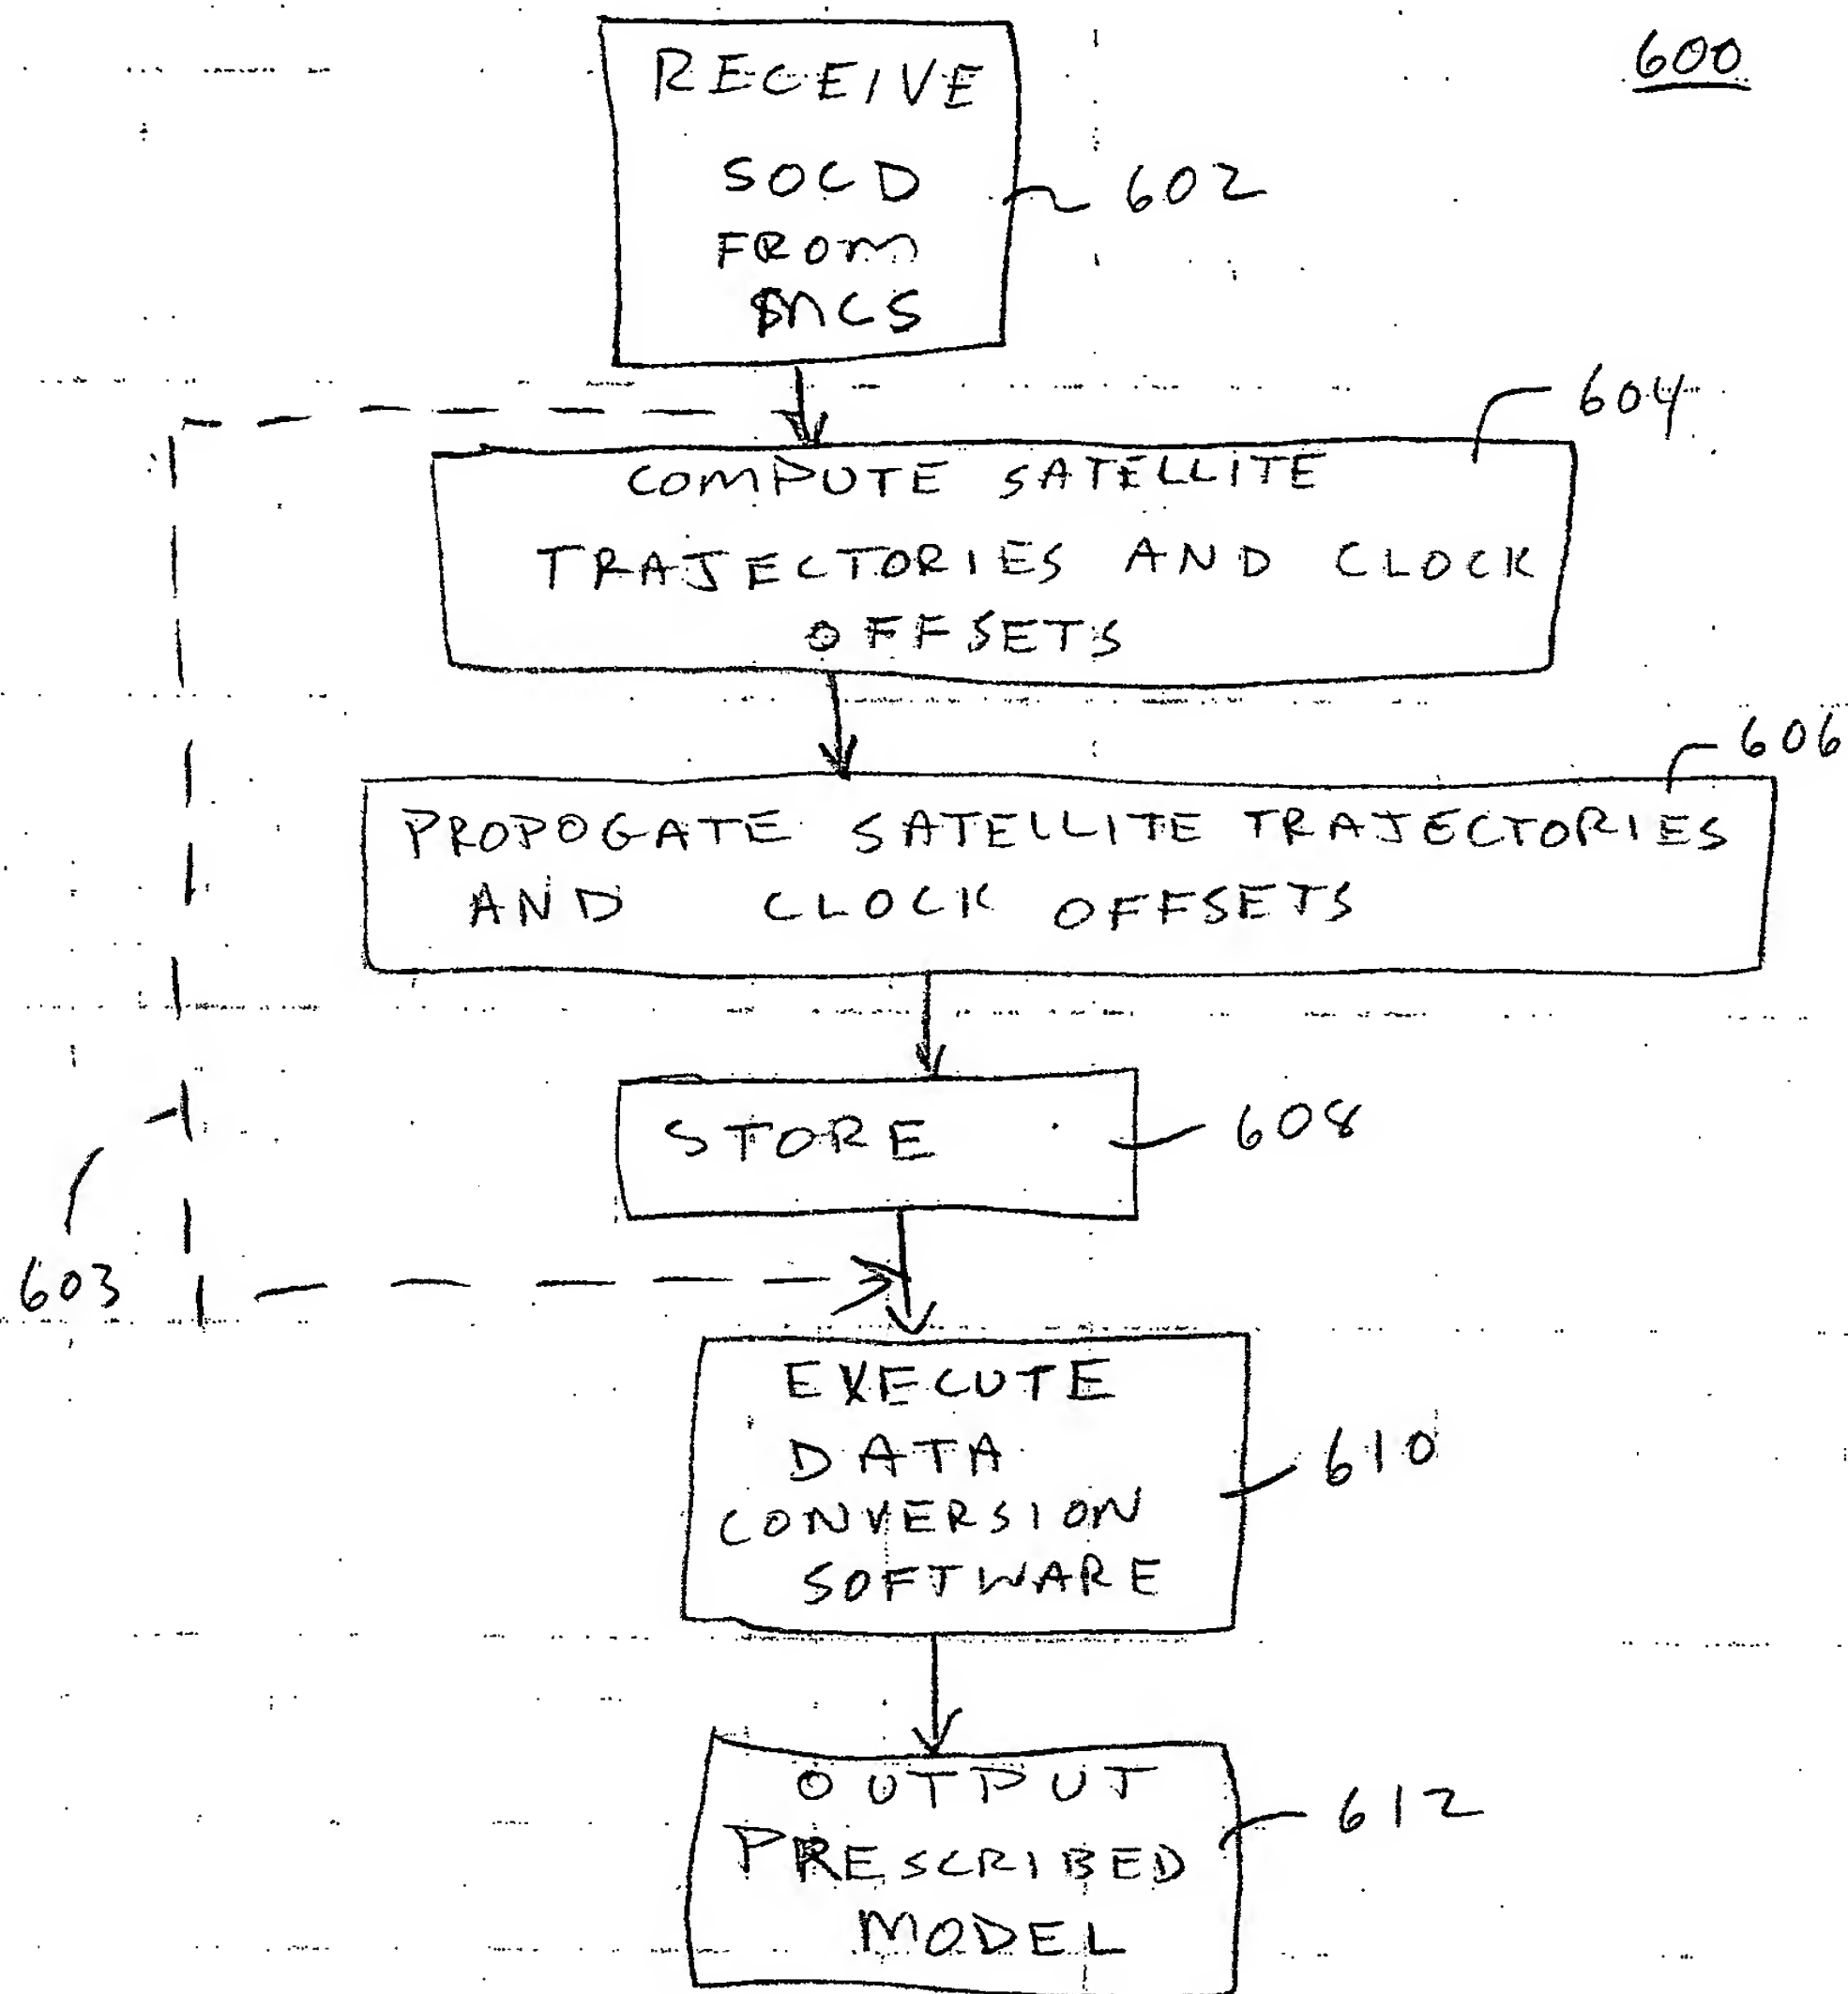 600
RECEIVE
SOCD
FROM
MCS
602
604
COMPUTE SATELLITE
TRAJECTORIES AND CLOCK
OFFSETS
606
PROPOGATE SATELLITE TRAJECTORIES
AND CLOCK OFFSETS
STORE
608
603
EXECUTE
DATA
CONVERSION
SOFTWARE
610
OUTPUT
PRESCRIBED
MODEL
612